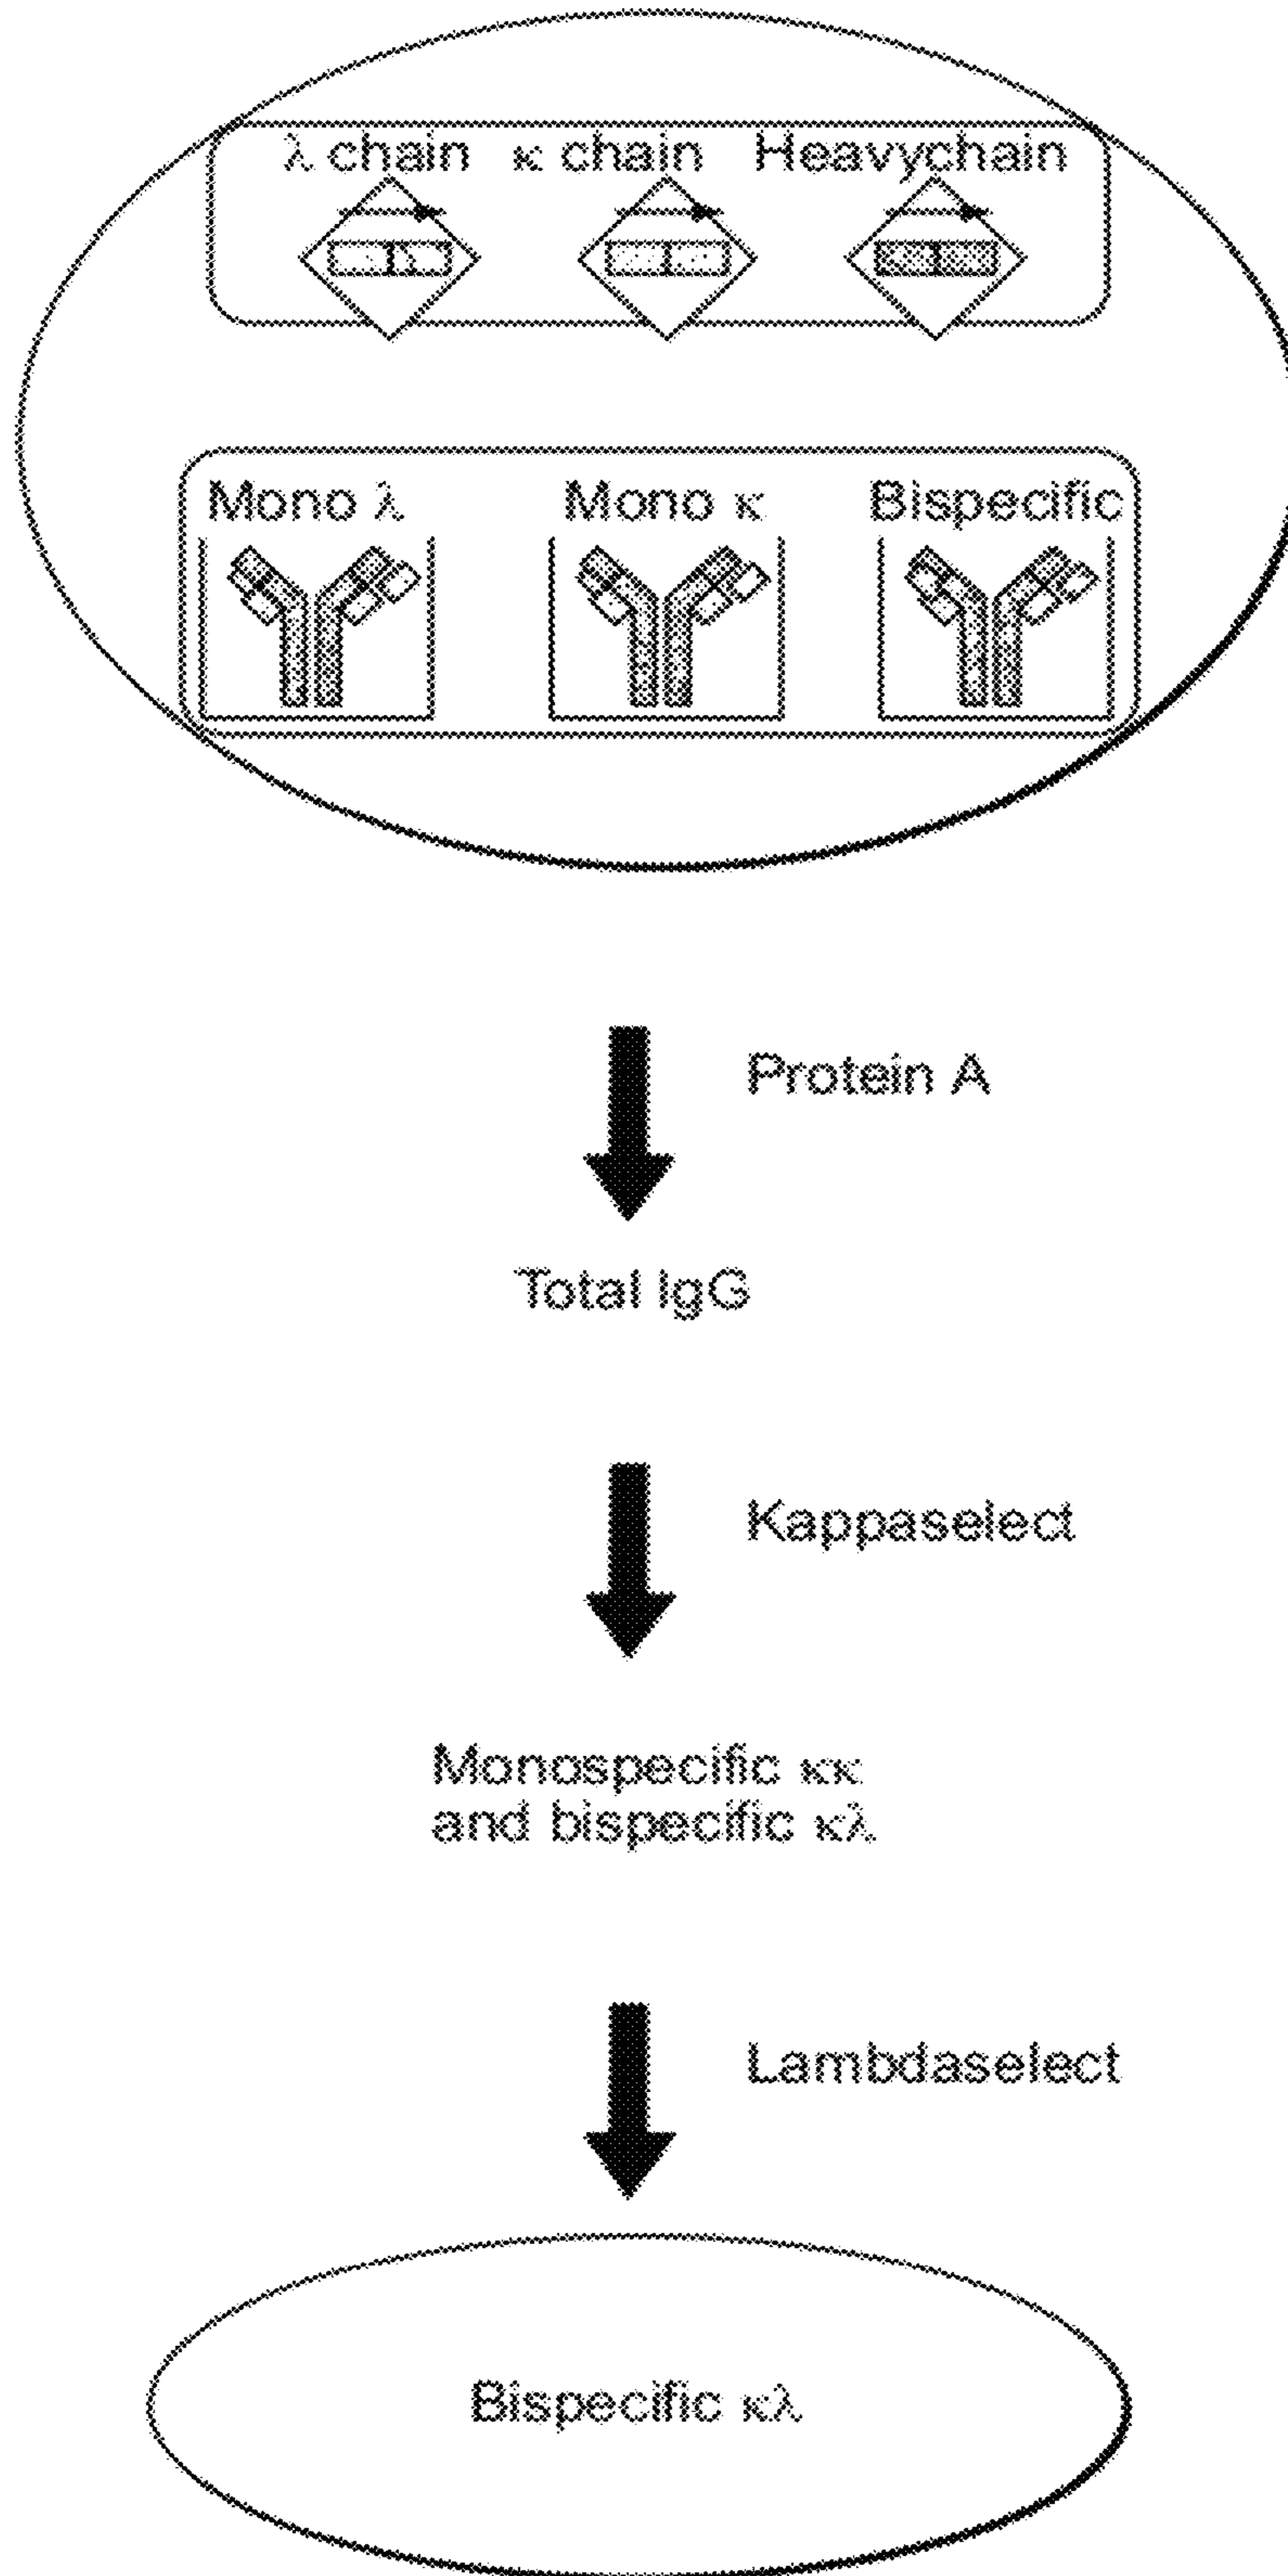 λ chain κ chain Heavychain
Mono λ Mono κ Bispecific
Protein A
Total IgG
Kappaselect
Monospecific κκ
and bispecific κλ
Lambdaselect
Bispecific κλ